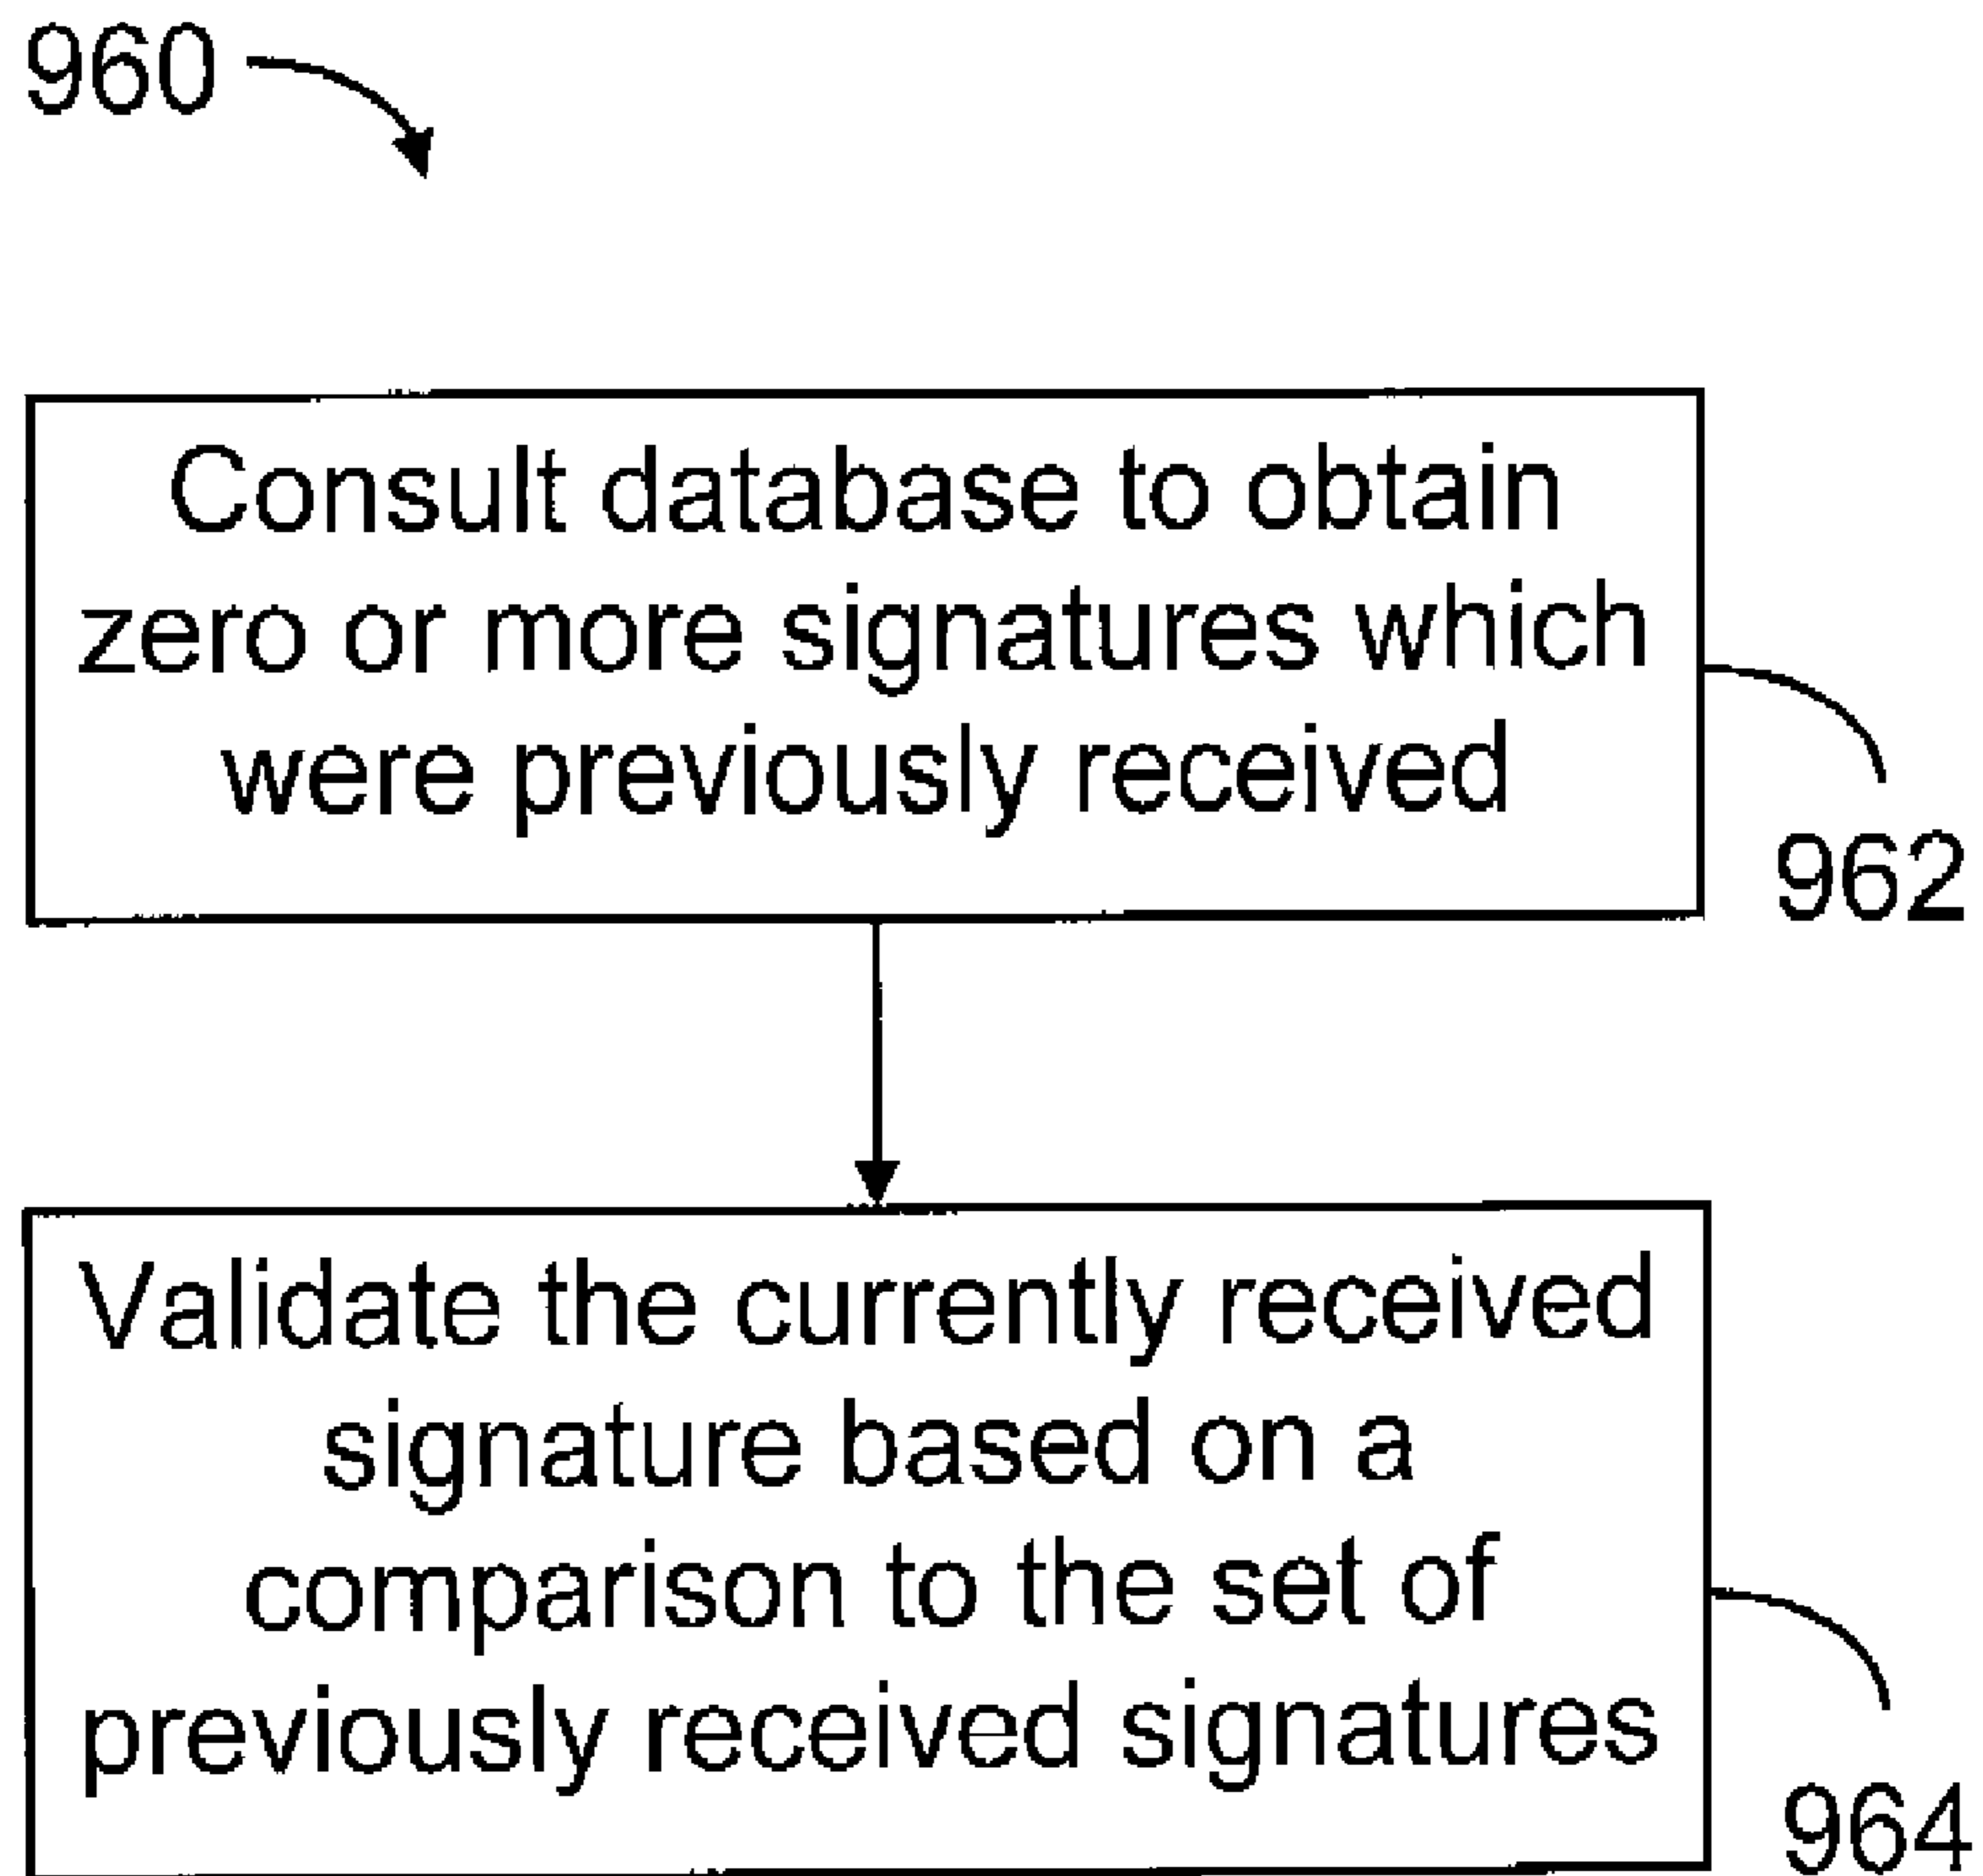 960
Consult database to obtain
zero or more signatures which
were previously received
962
Validate the currently received
signature based on a
comparison to the set of
previously received signatures
964